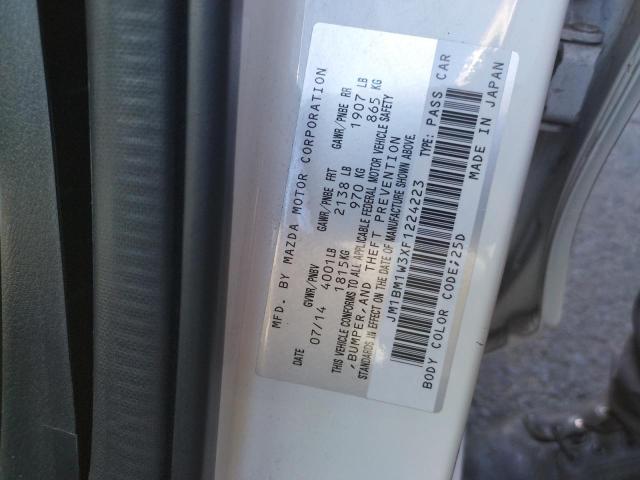 MFD. BY MAZDA MOTOR CORPORATION
DATE GVWR/PNBV GAWR/PNBE FRT GAWR/PNBE RR
07/14 4001LB 2138 LB 1907 LB
1815KG 970 KG 865 KG
THIS VEHICLE CONFORMS TO ALL APPLICABLE FEDERAL MOTOR VEHICLE SAFETY
,BUMPER,AND THEFT PREVENTION
STANDARDS IN EFFECT ON THE DATE OF MANUFACTURE SHOWN ABOVE.
JM1BM1W3XF1224223 TYPE: PASS CAR
BODY COLOR CODE;25D MADE IN JAPAN